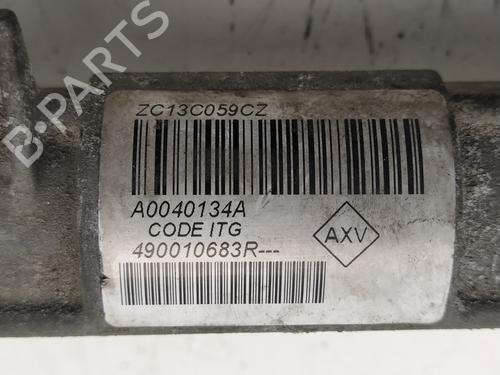 ZC13C059CZ
A0040134A
CODE ITG
490010683R---
AXV
B-PARTS